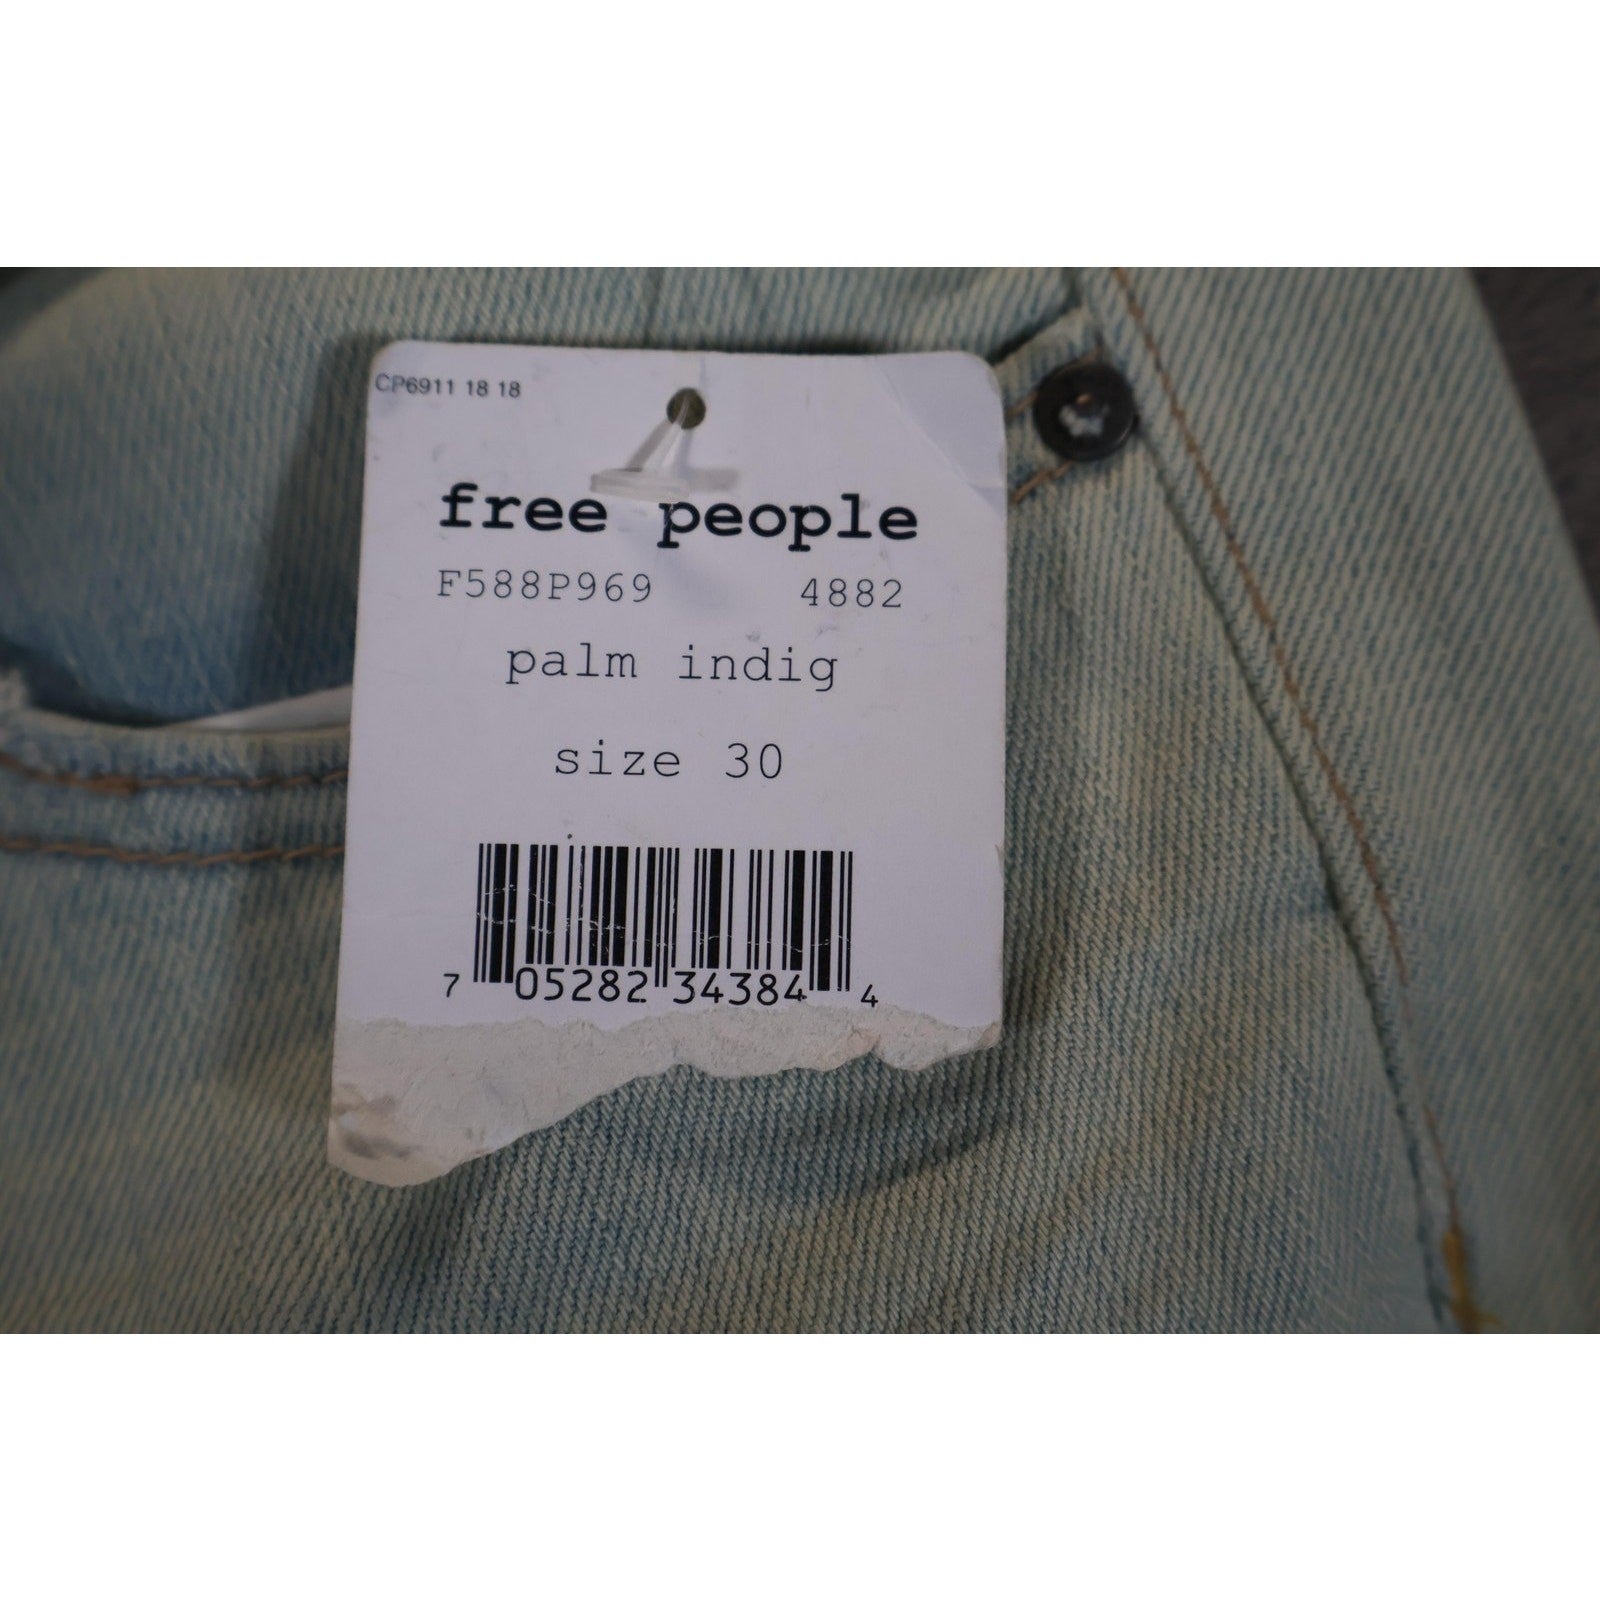 CP6911 18 18
free people
F588P969 4882
palm indig
size 30
7 05282 34384 4